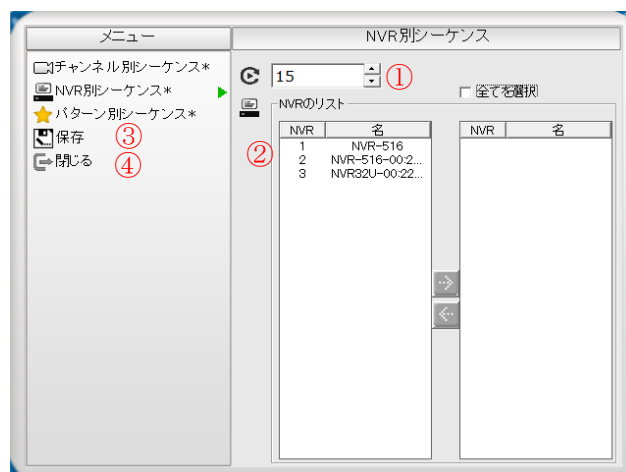 メニュー
NVR別シーケンス
チャンネル別シーケンス*
NVR別シーケンス*
パターン別シーケンス*
保存 ③
閉じる ④
15 ①
全てを選択
NVRのリスト
②
NVR 名
1 NVR-516
2 NVR-516-00:2...
3 NVR32U-00:22...
NVR 名